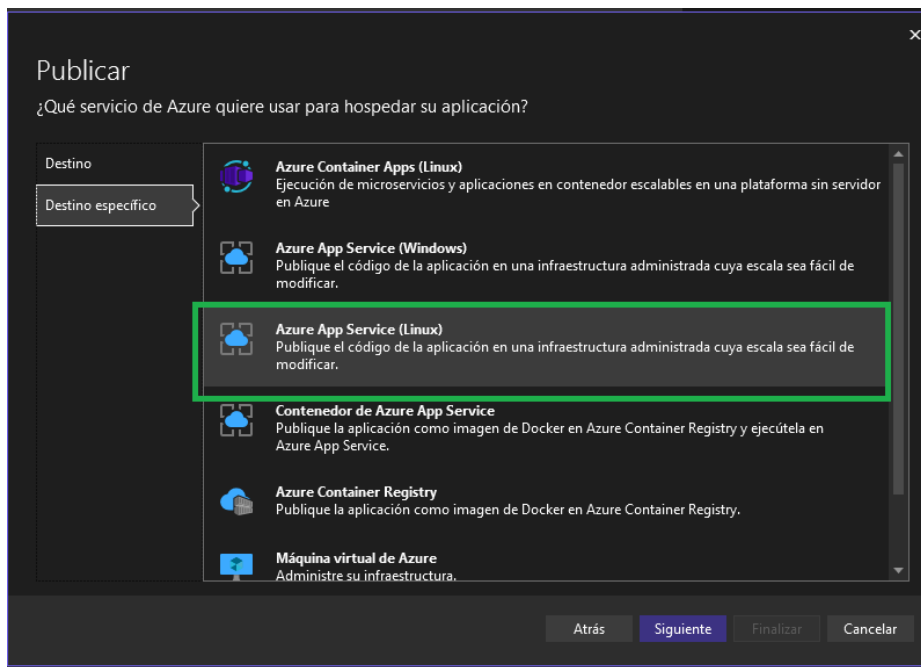 Publicar
¿Qué servicio de Azure quiere usar para hospedar su aplicación?
Destino
Destino específico
Azure Container Apps (Linux)
Ejecución de microservicios y aplicaciones en contenedor escalables en una plataforma sin servidor
en Azure
Azure App Service (Windows)
Publique el código de la aplicación en una infraestructura administrada cuya escala sea fácil de
modificar.
Azure App Service (Linux)
Publique el código de la aplicación en una infraestructura administrada cuya escala sea fácil de
modificar.
Contenedor de Azure App Service
Publique la aplicación como imagen de Docker en Azure Container Registry y ejecútela en
Azure App Service.
Azure Container Registry
Publique la aplicación como imagen de Docker en Azure Container Registry.
Máquina virtual de Azure
Administre su infraestructura.
Atrás
Siguiente
Finalizar
Cancelar